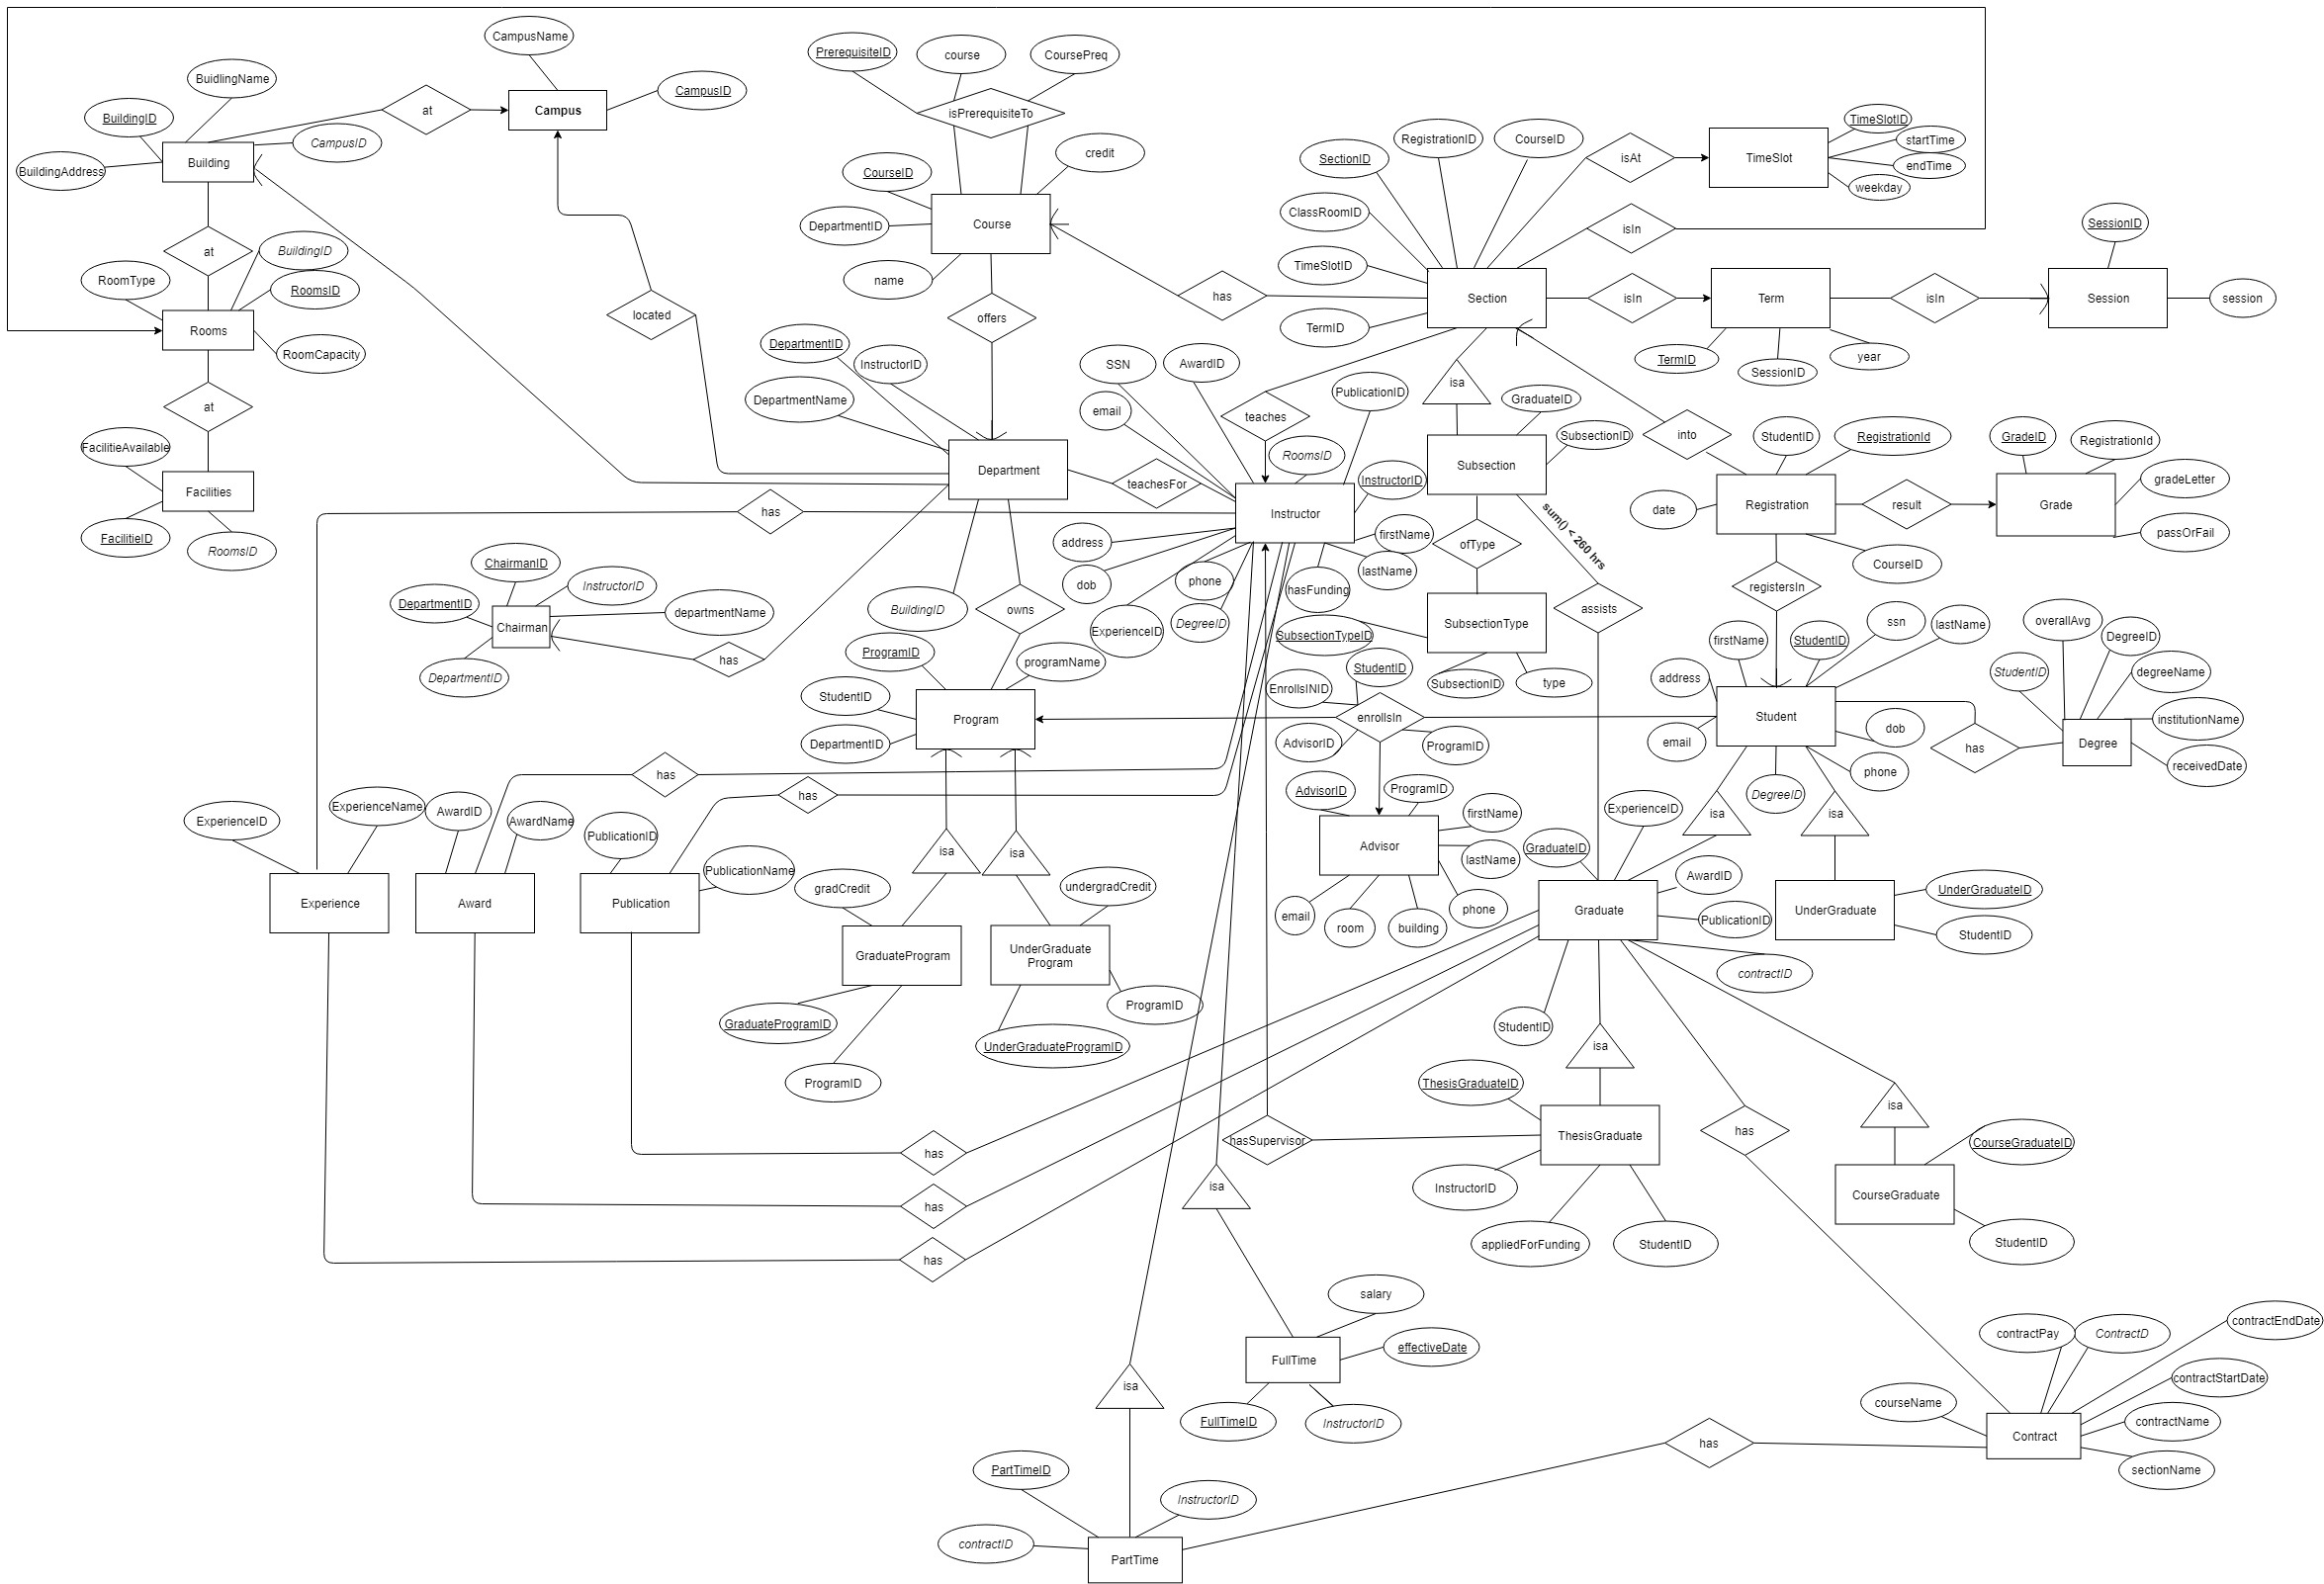 CampusName
CampusID
Campus
at
BuidlingName
BuildingID
CampusID
BuildingAddress
Building
at
BuildingID
RoomType
RoomsID
Rooms
RoomCapacity
at
FacilitieAvailable
Facilities
FacilitieID
RoomsID
located
PrerequisiteID
course
CoursePreq
isPrerequisiteTo
credit
CourseID
DepartmentID
Course
name
offers
has
SectionID
RegistrationID
CourseID
ClassRoomID
TimeSlotID
TermID
Section
isAt
TimeSlot
TimeSlotID
startTime
endTime
weekday
isIn
isIn
Term
TermID
SessionID
year
isIn
SessionID
Session
session
DepartmentID
InstructorID
DepartmentName
Department
teachesFor
BuildingID
owns
has
ChairmanID
InstructorID
DepartmentID
departmentName
Chairman
DepartmentID
has
SSN
AwardID
email
PublicationID
teaches
RoomsID
InstructorID
Instructor
address
dob
ExperienceID
phone
DegreeID
hasFunding
firstName
lastName
isa
GraduateID
SubsectionID
Subsection
sum() < 260 hrs
ofType
SubsectionType
SubsectionTypeID
SubsectionID
type
assists
into
StudentID
RegistrationId
date
Registration
CourseID
result
GradeID
RegistrationId
gradeLetter
Grade
passOrFail
registersIn
firstName
StudentID
ssn
lastName
address
Student
email
DegreeID
dob
phone
has
overallAvg
DegreeID
StudentID
degreeName
institutionName
Degree
receivedDate
ProgramID
programName
StudentID
Program
DepartmentID
StudentID
EnrollsINID
enrollsIn
AdvisorID
ProgramID
AdvisorID
ProgramID
firstName
Advisor
lastName
email
room
building
phone
has
has
ExperienceID
ExperienceName
AwardID
AwardName
PublicationID
PublicationName
Experience
Award
Publication
isa
isa
gradCredit
undergradCredit
GraduateProgram
UnderGraduate
Program
GraduateProgramID
ProgramID
UnderGraduateProgramID
ProgramID
isa
isa
ExperienceID
GraduateID
AwardID
Graduate
PublicationID
contractID
StudentID
UnderGraduate
UnderGraduateID
StudentID
isa
ThesisGraduateID
ThesisGraduate
hasSupervisor
InstructorID
appliedForFunding
StudentID
has
isa
CourseGraduateID
CourseGraduate
StudentID
has
has
has
isa
salary
FullTime
effectiveDate
FullTimeID
InstructorID
isa
PartTimeID
InstructorID
contractID
PartTime
has
contractPay
ContractD
contractEndDate
contractStartDate
courseName
contractName
Contract
sectionName